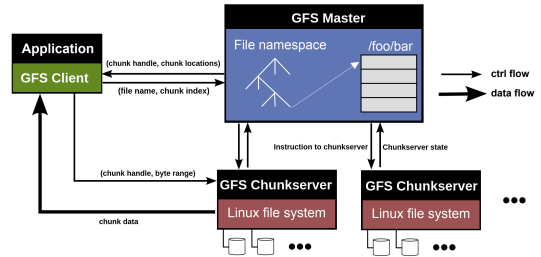 GFS Master
Application
GFS Client
File namespace
/foo/bar
(chunk handle, chunk locations)
(file name, chunk index)
ctrl flow
data flow
Instruction to chunkserver
Chunkserver state
(chunk handle, byte range)
chunk data
GFS Chunkserver
Linux file system
GFS Chunkserver
Linux file system